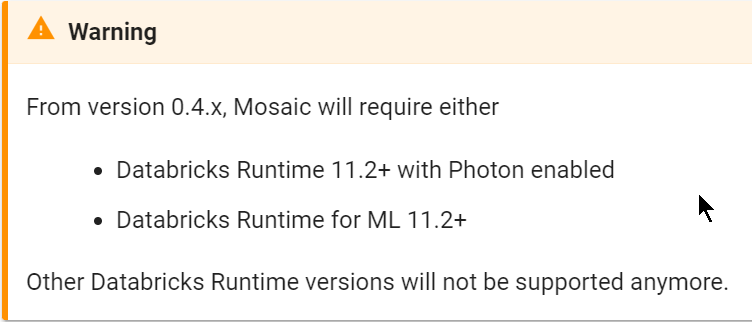 Warning
From version 0.4.x, Mosaic will require either
• Databricks Runtime 11.2+ with Photon enabled
• Databricks Runtime for ML 11.2+
Other Databricks Runtime versions will not be supported anymore.